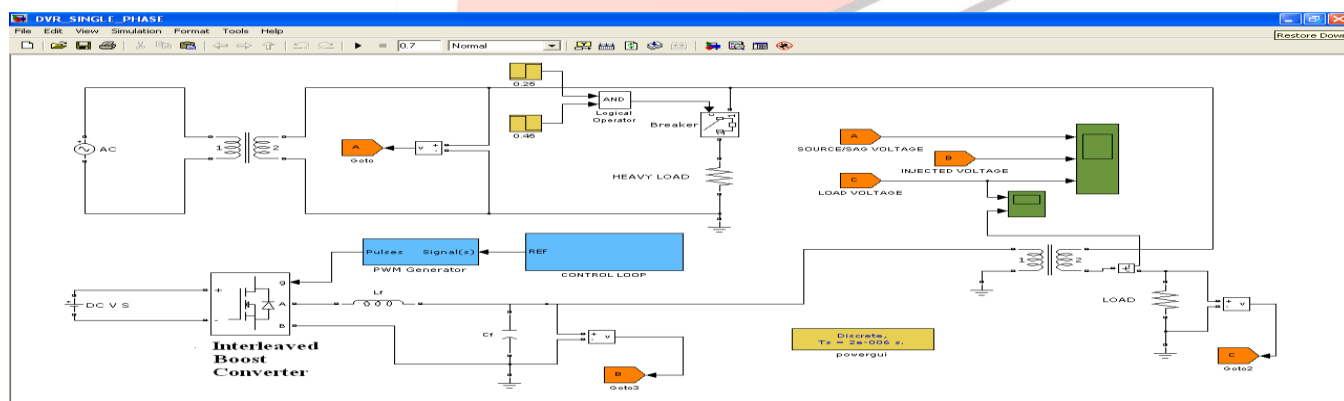 DVR_SINGLE_PHASE
Restore Down
File Edit View Simulation Format Tools Help
0.7 Normal
AC
1 2
A
Goto
v + -
0.25
0.45
AND
Logical Operator
Breaker
HEAVY LOAD
A
SOURCE/SAG VOLTAGE
B
INJECTED VOLTAGE
C
LOAD VOLTAGE
Pulses Signal(s)
PWM Generator
REF
CONTROL LOOP
DC V S
+ -
g
A
B
Interleaved
Boost
Converter
Lf
Cf
+ - v
B
Goto3
1 2
LOAD
+ - v
C
Goto2
Discrete,
Ts = 2e-006 s.
powergui